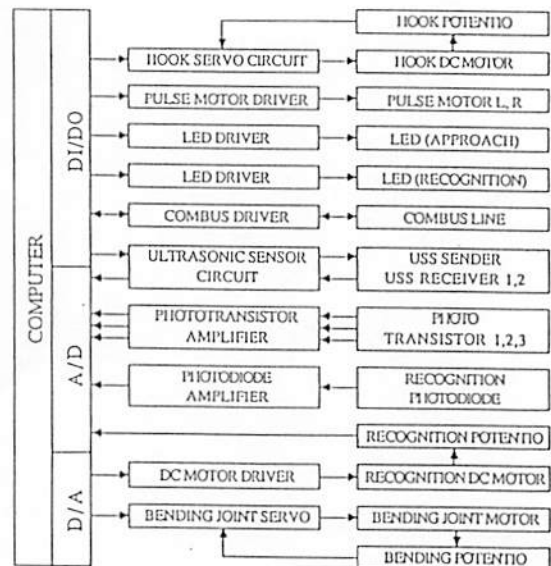 HOOK POTENTIO
HOOK SERVO CIRCUIT
HOOK DC MOTOR
PULSE MOTOR DRIVER
PULSE MOTOR L, R
LED DRIVER
LED (APPROACH)
LED DRIVER
LED (RECOGNITION)
COMBUS DRIVER
COMBUS LINE
ULTRASONIC SENSOR
CIRCUIT
USS SENDER
USS RECEIVER 1,2
PHOTOTRANSISTOR
AMPLIFIER
PHOTO
TRANSISTOR 1,2,3
PHOTODIODE
AMPLIFIER
RECOGNITION
PHOTODIODE
RECOGNITION POTENTIO
DC MOTOR DRIVER
RECOGNITION DC MOTOR
BENDING JOINT SERVO
BENDING JOINT MOTOR
BENDING POTENTIO
COMPUTER
DI/DO
A/D
D/A